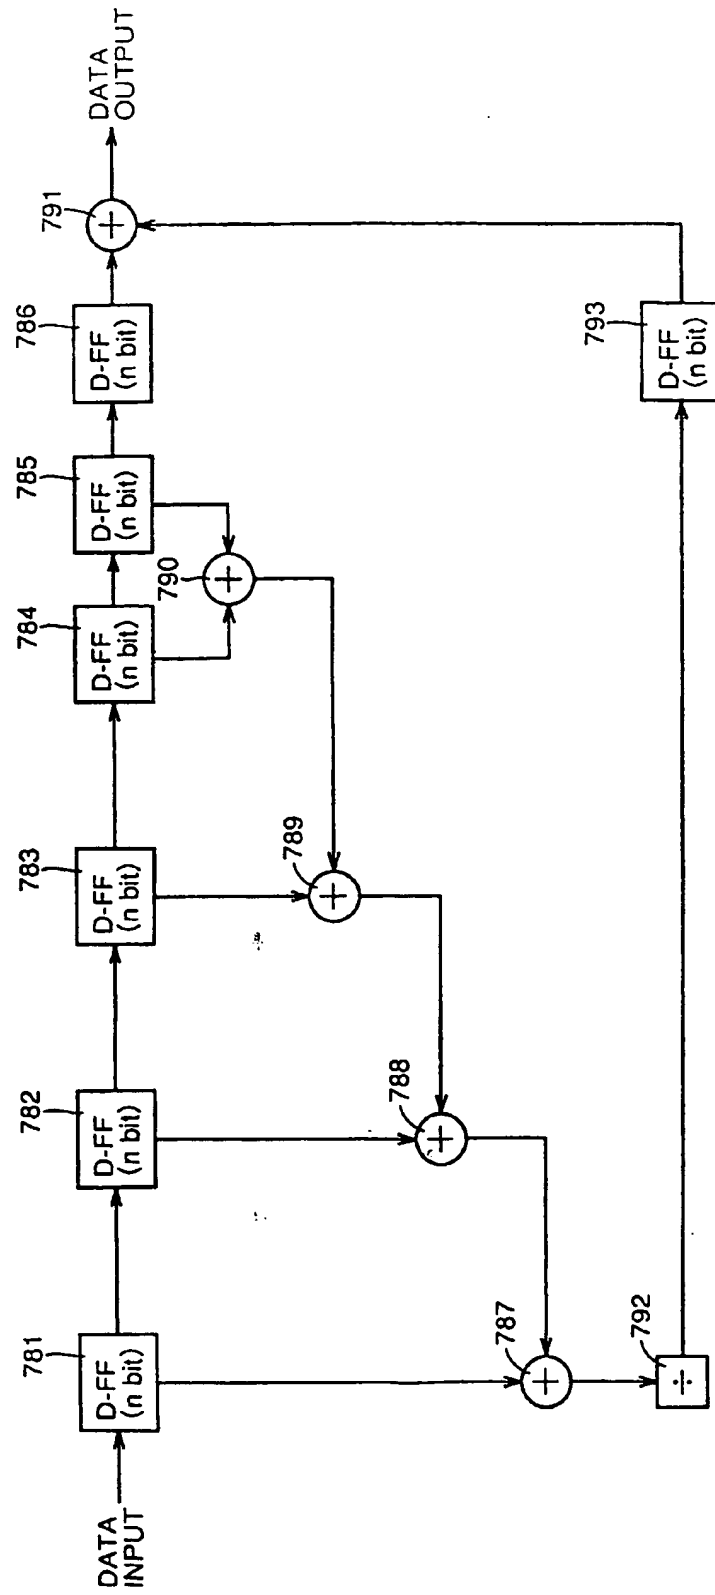 DATA
INPUT
781
D-FF
(n bit)
782
D-FF
(n bit)
783
D-FF
(n bit)
784
D-FF
(n bit)
785
D-FF
(n bit)
786
D-FF
(n bit)
791
+
DATA
OUTPUT
790
+
789
+
788
+
787
+
792
÷
793
D-FF
(n bit)